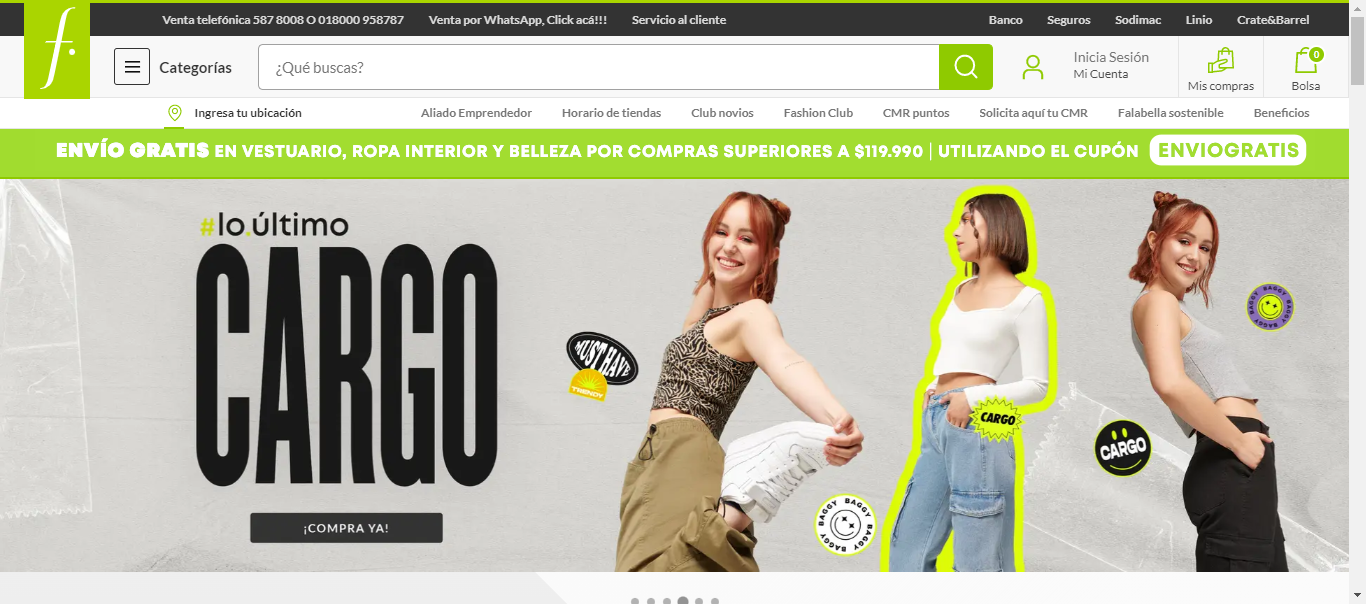 Venta telefónica 587 8008 O 018000 958787 Venta por WhatsApp, Click acá!!! Servicio al cliente Banco Seguros Sodimac Linio Crate&Barrel
f.
Categorías ¿Qué buscas? Inicia Sesión
Mi Cuenta
Mis compras
0
Bolsa
Ingresa tu ubicación Aliado Emprendedor Horario de tiendas Club novios Fashion Club CMR puntos Solicita aquí tu CMR Falabella sostenible Beneficios
ENVÍO GRATIS EN VESTUARIO, ROPA INTERIOR Y BELLEZA POR COMPRAS SUPERIORES A $119.990 | UTILIZANDO EL CUPÓN ENVIOGRATIS
#lo.último
CARGO
¡COMPRA YA!
MUST HAVE
TRENDY
BAGGY BAGGY BAGGY BAGGY
CARGO
CARGO
BAGGY BAGGY BAGGY BAGGY